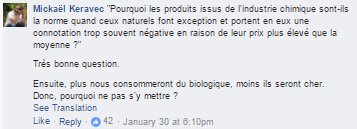 Mickaël Keravec "Pourquoi les produits issus de l'industrie chimique sont-ils
la norme quand ceux naturels font exception et portent en eux une
connotation trop souvent négative en raison de leur prix plus élevé que la
moyenne ?"
Très bonne question.
Ensuite, plus nous consommeront du biologique, moins ils seront cher.
Donc, pourquoi ne pas s'y mettre ?
See Translation
Like · Reply · 42 · January 30 at 6:10pm